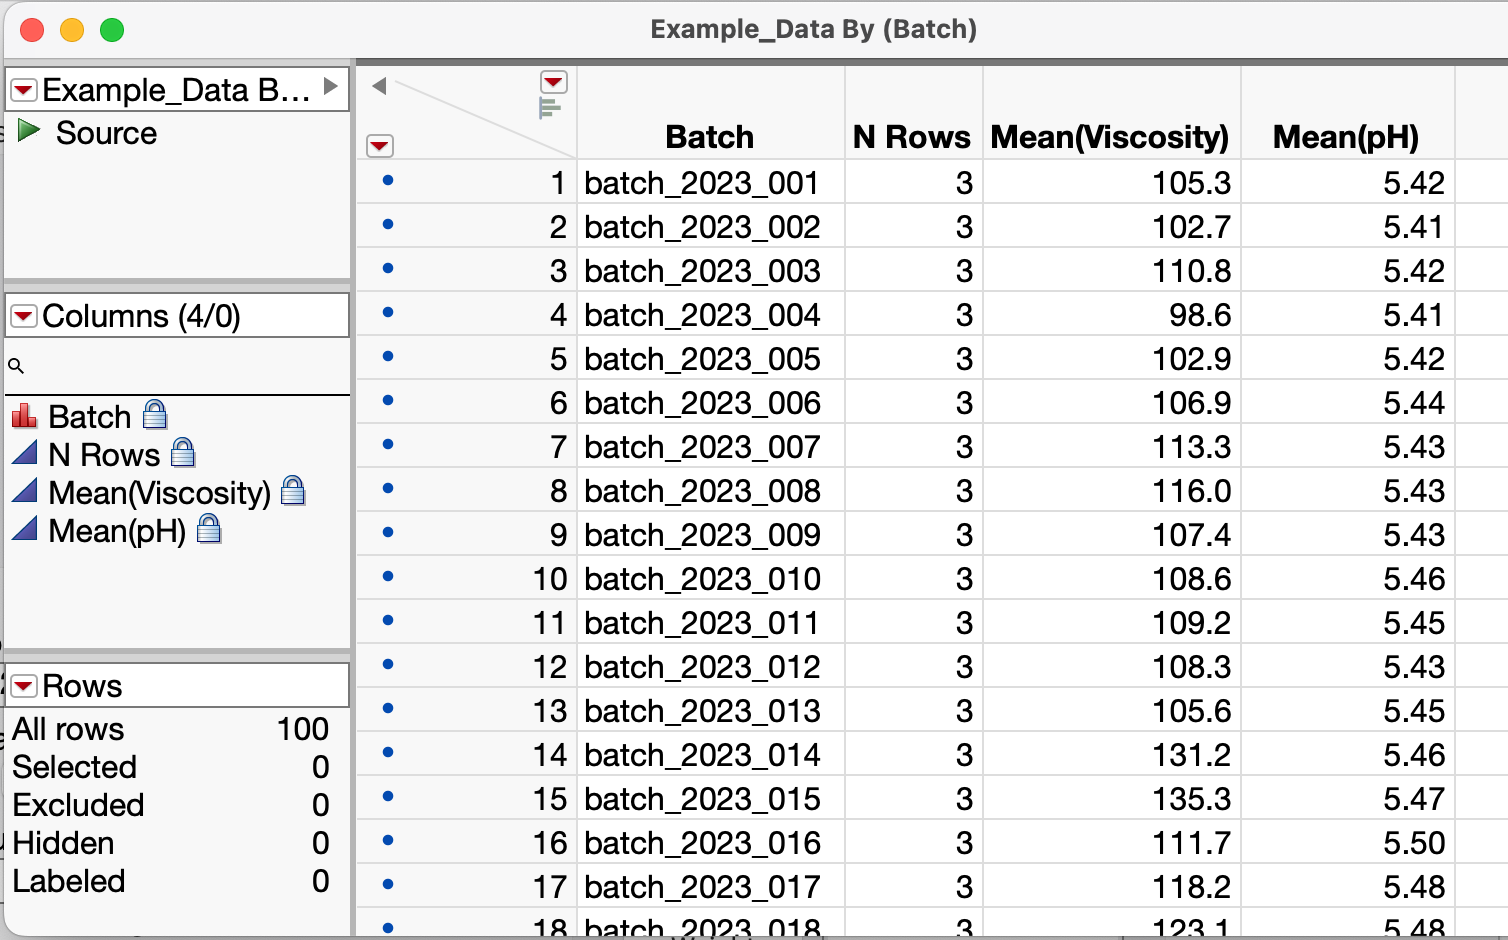 Example_Data By (Batch)
Example_Data B...
Source
Columns (4/0)
Batch
N Rows
Mean(Viscosity)
Mean(pH)
Rows
All rows 100
Selected 0
Excluded 0
Hidden 0
Labeled 0
Batch N Rows Mean(Viscosity) Mean(pH)
1 batch_2023_001 3 105.3 5.42
2 batch_2023_002 3 102.7 5.41
3 batch_2023_003 3 110.8 5.42
4 batch_2023_004 3 98.6 5.41
5 batch_2023_005 3 102.9 5.42
6 batch_2023_006 3 106.9 5.44
7 batch_2023_007 3 113.3 5.43
8 batch_2023_008 3 116.0 5.43
9 batch_2023_009 3 107.4 5.43
10 batch_2023_010 3 108.6 5.46
11 batch_2023_011 3 109.2 5.45
12 batch_2023_012 3 108.3 5.43
13 batch_2023_013 3 105.6 5.45
14 batch_2023_014 3 131.2 5.46
15 batch_2023_015 3 135.3 5.47
16 batch_2023_016 3 111.7 5.50
17 batch_2023_017 3 118.2 5.48
18 batch_2023_018 3 123.1 5.48